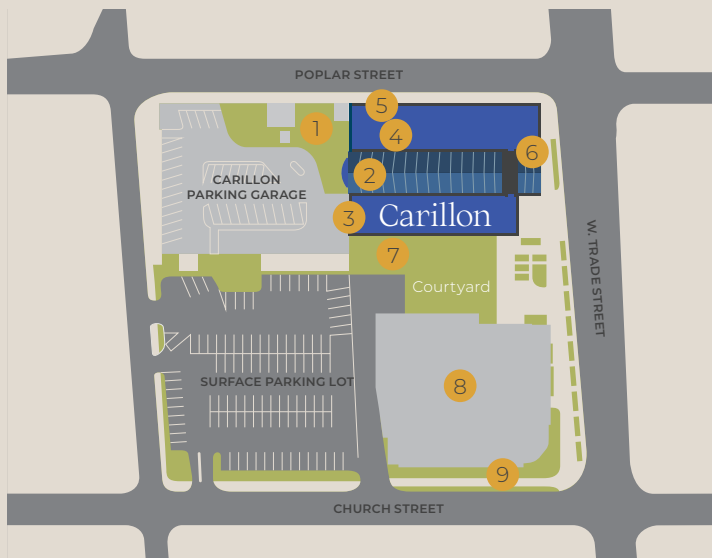 POPLAR STREET
5
1
4
6
2
CARILLON
PARKING GARAGE
3
Carillon
7
W. TRADE STREET
Courtyard
SURFACE PARKING LOT
8
9
CHURCH STREET